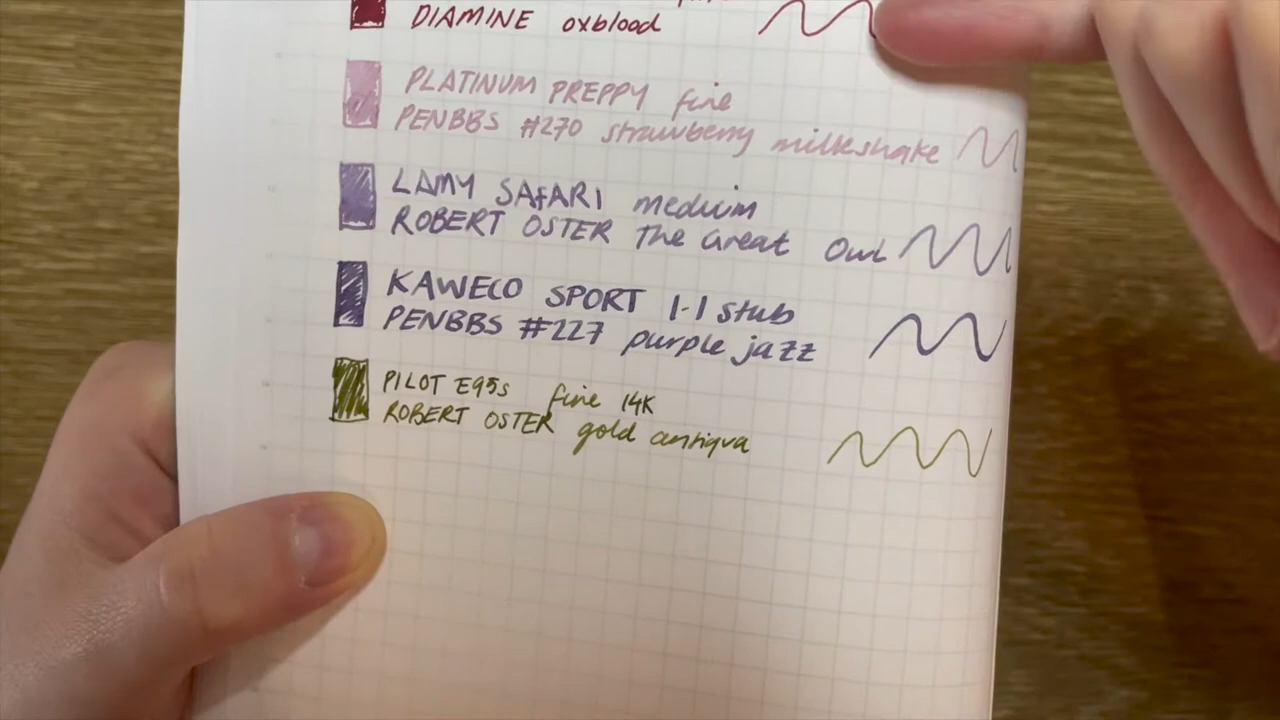 DIAMINE oxblood
PLATINUM PREPPY fine
PENBBS #270 strawberry milkshake
LAMY SAFARI medium
ROBERT OSTER The Great Owl
KAWECO SPORT 1.1 stub
PENBBS #227 purple jazz
PILOT E95s fine 14K
ROBERT OSTER gold antiqua